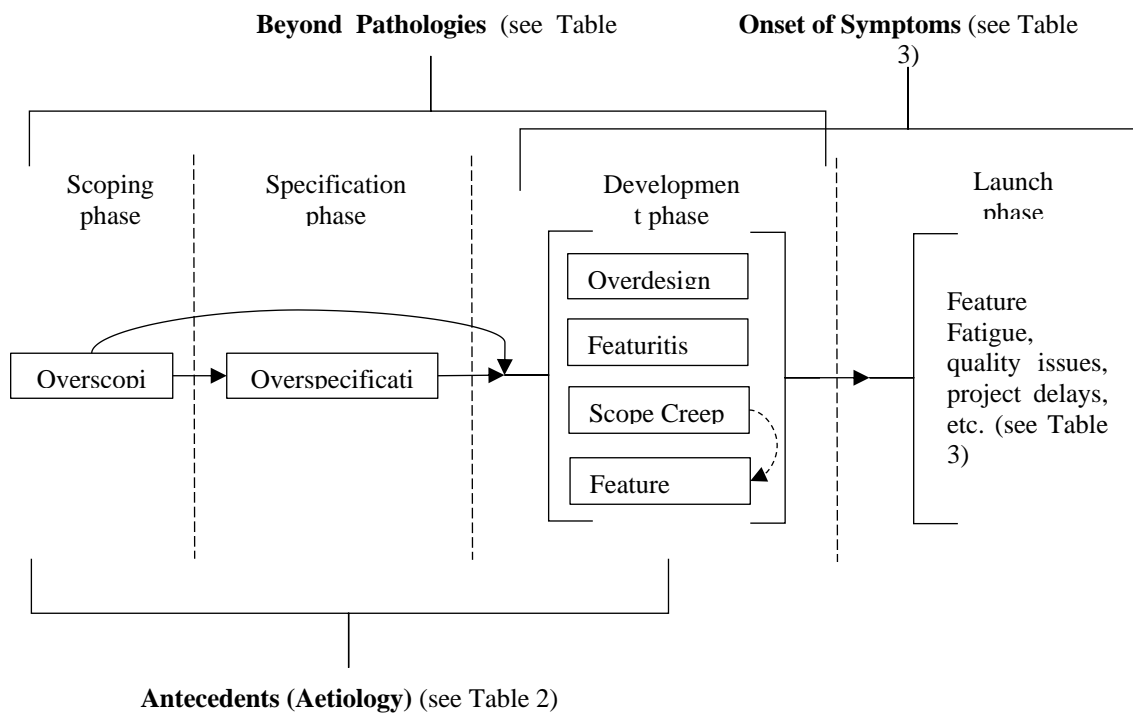 Beyond Pathologies (see Table
Onset of Symptoms (see Table
3)
Scoping
phase
Specification
phase
Developmen
t phase
Launch
phase
Overdesign
Featuritis
Scope Creep
Feature
Overscopi
Overspecificati
Feature
Fatigue,
quality issues,
project delays,
etc. (see Table
3)
Antecedents (Aetiology) (see Table 2)